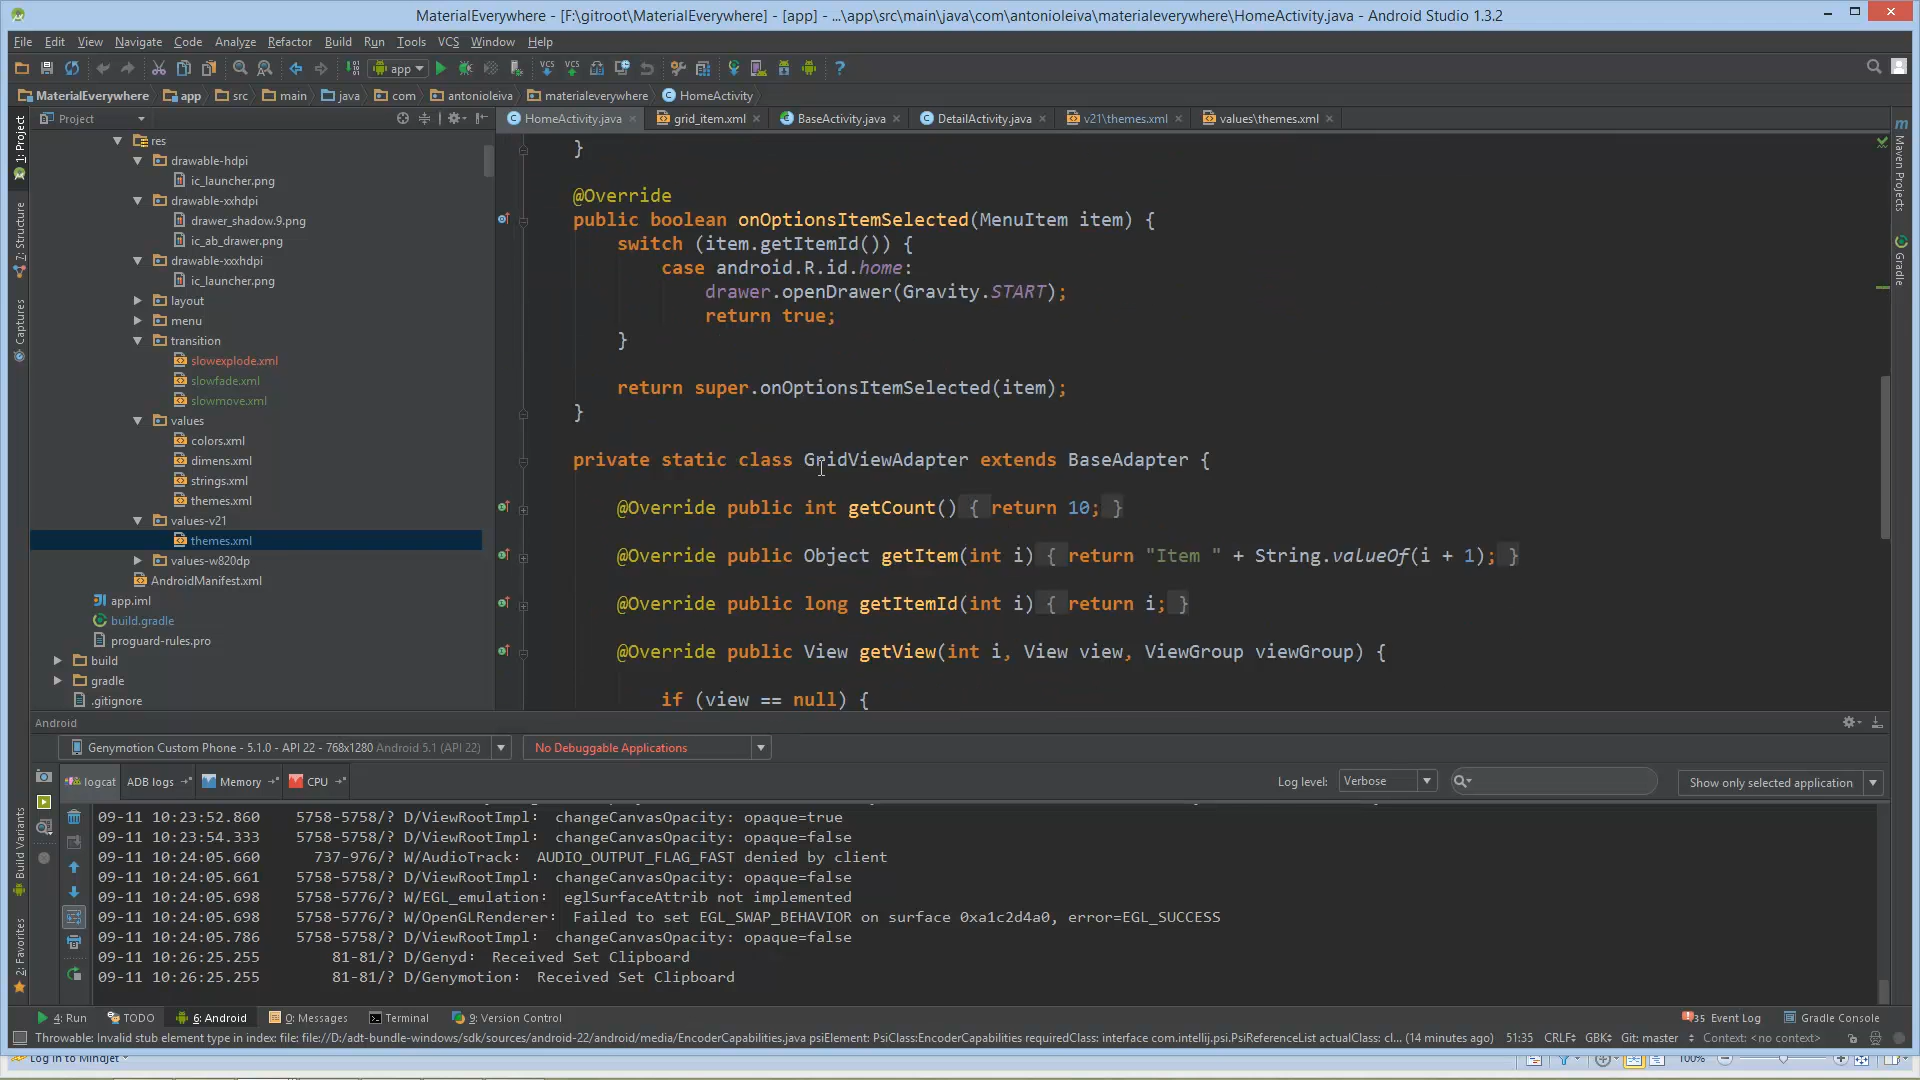 MaterialEverywhere - [F:\gitroot\MaterialEverywhere] - [app] - ...\app\src\main\java\com\antonioleiva\materialeverywhere\HomeActivity.java - Android Studio 1.3.2
File Edit View Navigate Code Analyze Refactor Build Run Tools VCS Window Help
app
MaterialEverywhere app src main java com antonioleiva materialeverywhere HomeActivity
Project
HomeActivity.java grid_item.xml BaseActivity.java DetailActivity.java v21\themes.xml values\themes.xml
1: Project
7: Structure
Captures
Build Variants
2: Favorites
Maven Projects
Gradle
res
drawable-hdpi
ic_launcher.png
drawable-xxhdpi
drawer_shadow.9.png
ic_ab_drawer.png
drawable-xxxhdpi
ic_launcher.png
layout
menu
transition
slowexplode.xml
slowfade.xml
slowmove.xml
values
colors.xml
dimens.xml
strings.xml
themes.xml
values-v21
themes.xml
values-w820dp
AndroidManifest.xml
app.iml
build.gradle
proguard-rules.pro
build
gradle
.gitignore
}
@Override
public boolean onOptionsItemSelected(MenuItem item) {
switch (item.getItemId()) {
case android.R.id.home:
drawer.openDrawer(Gravity.START);
return true;
}
return super.onOptionsItemSelected(item);
}
private static class GridViewAdapter extends BaseAdapter {
@Override public int getCount() { return 10; }
@Override public Object getItem(int i) { return "Item " + String.valueOf(i + 1); }
@Override public long getItemId(int i) { return i; }
@Override public View getView(int i, View view, ViewGroup viewGroup) {
if (view == null) {
Android
Genymotion Custom Phone - 5.1.0 - API 22 - 768x1280 Android 5.1 (API 22) No Debuggable Applications
logcat ADB logs Memory CPU Log level: Verbose Show only selected application
09-11 10:23:52.860 5758-5758/? D/ViewRootImpl: changeCanvasOpacity: opaque=true
09-11 10:23:54.333 5758-5758/? D/ViewRootImpl: changeCanvasOpacity: opaque=false
09-11 10:24:05.660 737-976/? W/AudioTrack: AUDIO_OUTPUT_FLAG_FAST denied by client
09-11 10:24:05.661 5758-5758/? D/ViewRootImpl: changeCanvasOpacity: opaque=false
09-11 10:24:05.698 5758-5776/? W/EGL_emulation: eglSurfaceAttrib not implemented
09-11 10:24:05.698 5758-5776/? W/OpenGLRenderer: Failed to set EGL_SWAP_BEHAVIOR on surface 0xa1c2d4a0, error=EGL_SUCCESS
09-11 10:24:05.786 5758-5758/? D/ViewRootImpl: changeCanvasOpacity: opaque=false
09-11 10:26:25.255 81-81/? D/Genyd: Received Set Clipboard
09-11 10:26:25.255 81-81/? D/Genymotion: Received Set Clipboard
4: Run TODO 6: Android 0: Messages Terminal 9: Version Control 35 Event Log Gradle Console
Throwable: Invalid stub element type in index: file: file://D:/adt-bundle-windows/sdk/sources/android-22/android/media/EncoderCapabilities.java psiElement: PsiClass:EncoderCapabilities requiredClass: interface com.intellij.psi.PsiReferenceList actualClass: cl... (14 minutes ago) 51:35 CRLF GBK Git: master Context: <no context>
Log in to Mindjet 100%